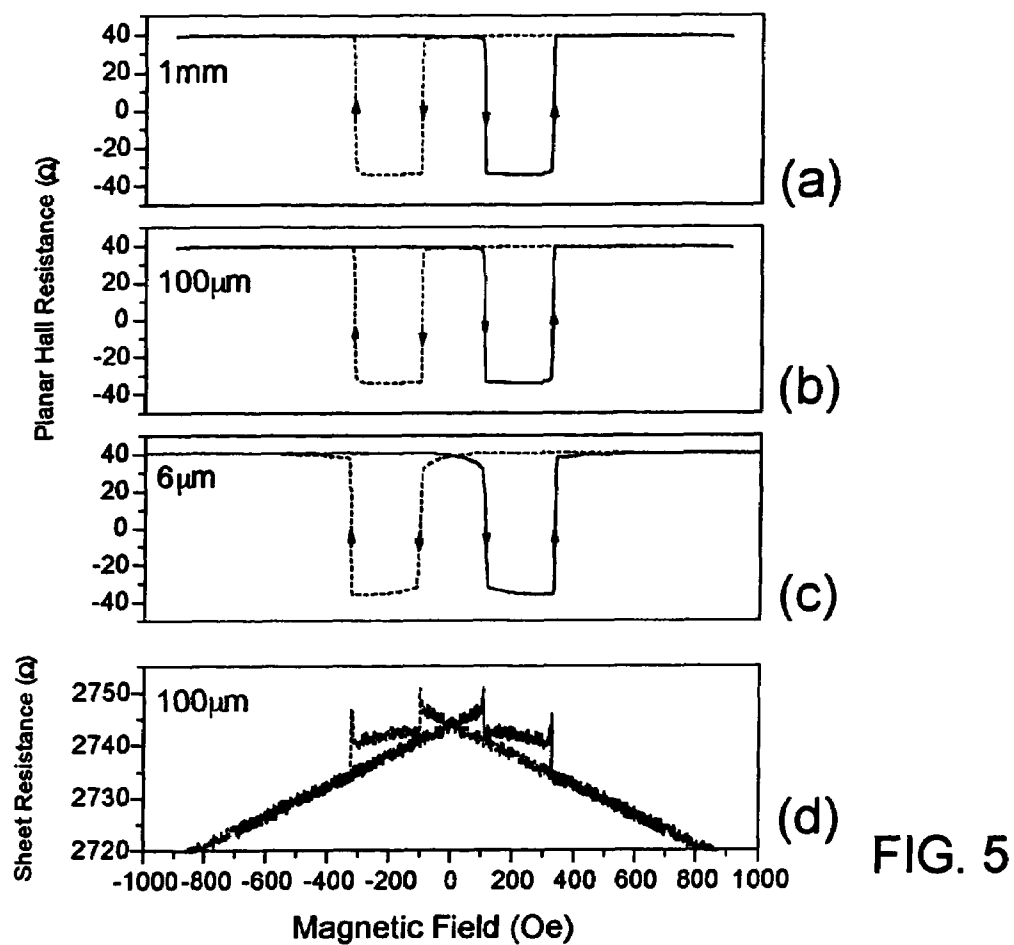 Planar Hall Resistance (Ω)
40
20
0
-20
-40
1mm
(a)
40
20
0
-20
-40
100μm
(b)
40
20
0
-20
-40
6μm
(c)
Sheet Resistance (Ω)
2750
2740
2730
2720
100μm
(d)
-1000 -800 -600 -400 -200 0 200 400 600 800 1000
Magnetic Field (Oe)
FIG. 5